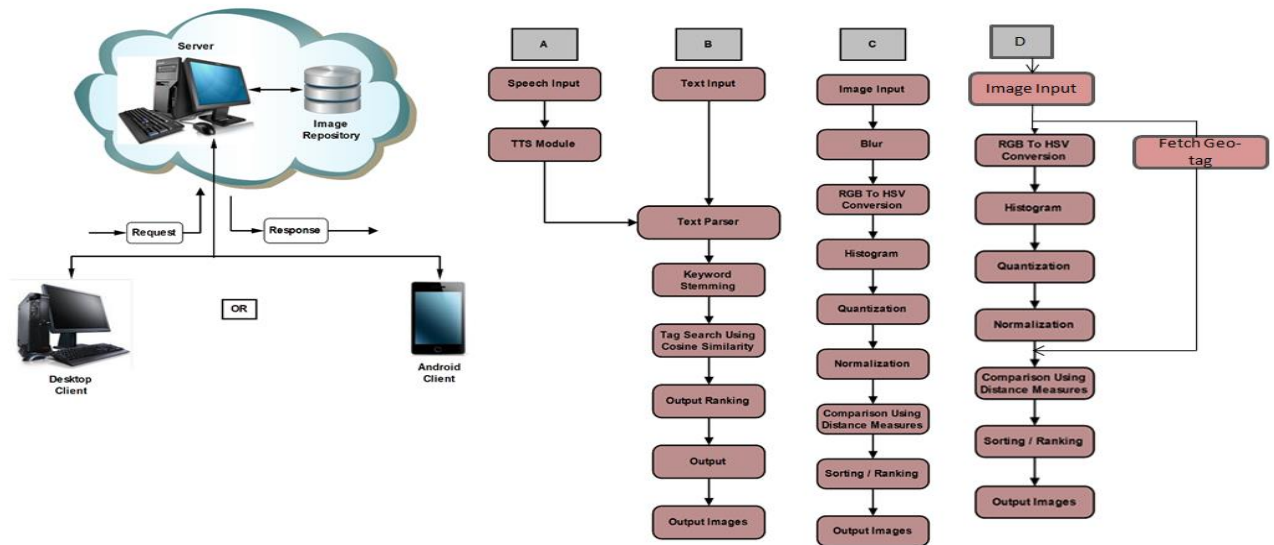 Server
Image
Repository
Request
Response
OR
Desktop
Client
Android
Client
A
Speech Input
TTS Module
B
Text Input
Text Parser
Keyword
Stemming
Tag Search Using
Cosine Similarity
Output Ranking
Output
Output Images
C
Image Input
Blur
RGB To HSV
Conversion
Histogram
Quantization
Normalization
Comparison Using
Distance Measures
Sorting / Ranking
Output Images
D
Image Input
RGB To HSV
Conversion
Fetch Geo-
tag
Histogram
Quantization
Normalization
Comparison Using
Distance Measures
Sorting / Ranking
Output Images